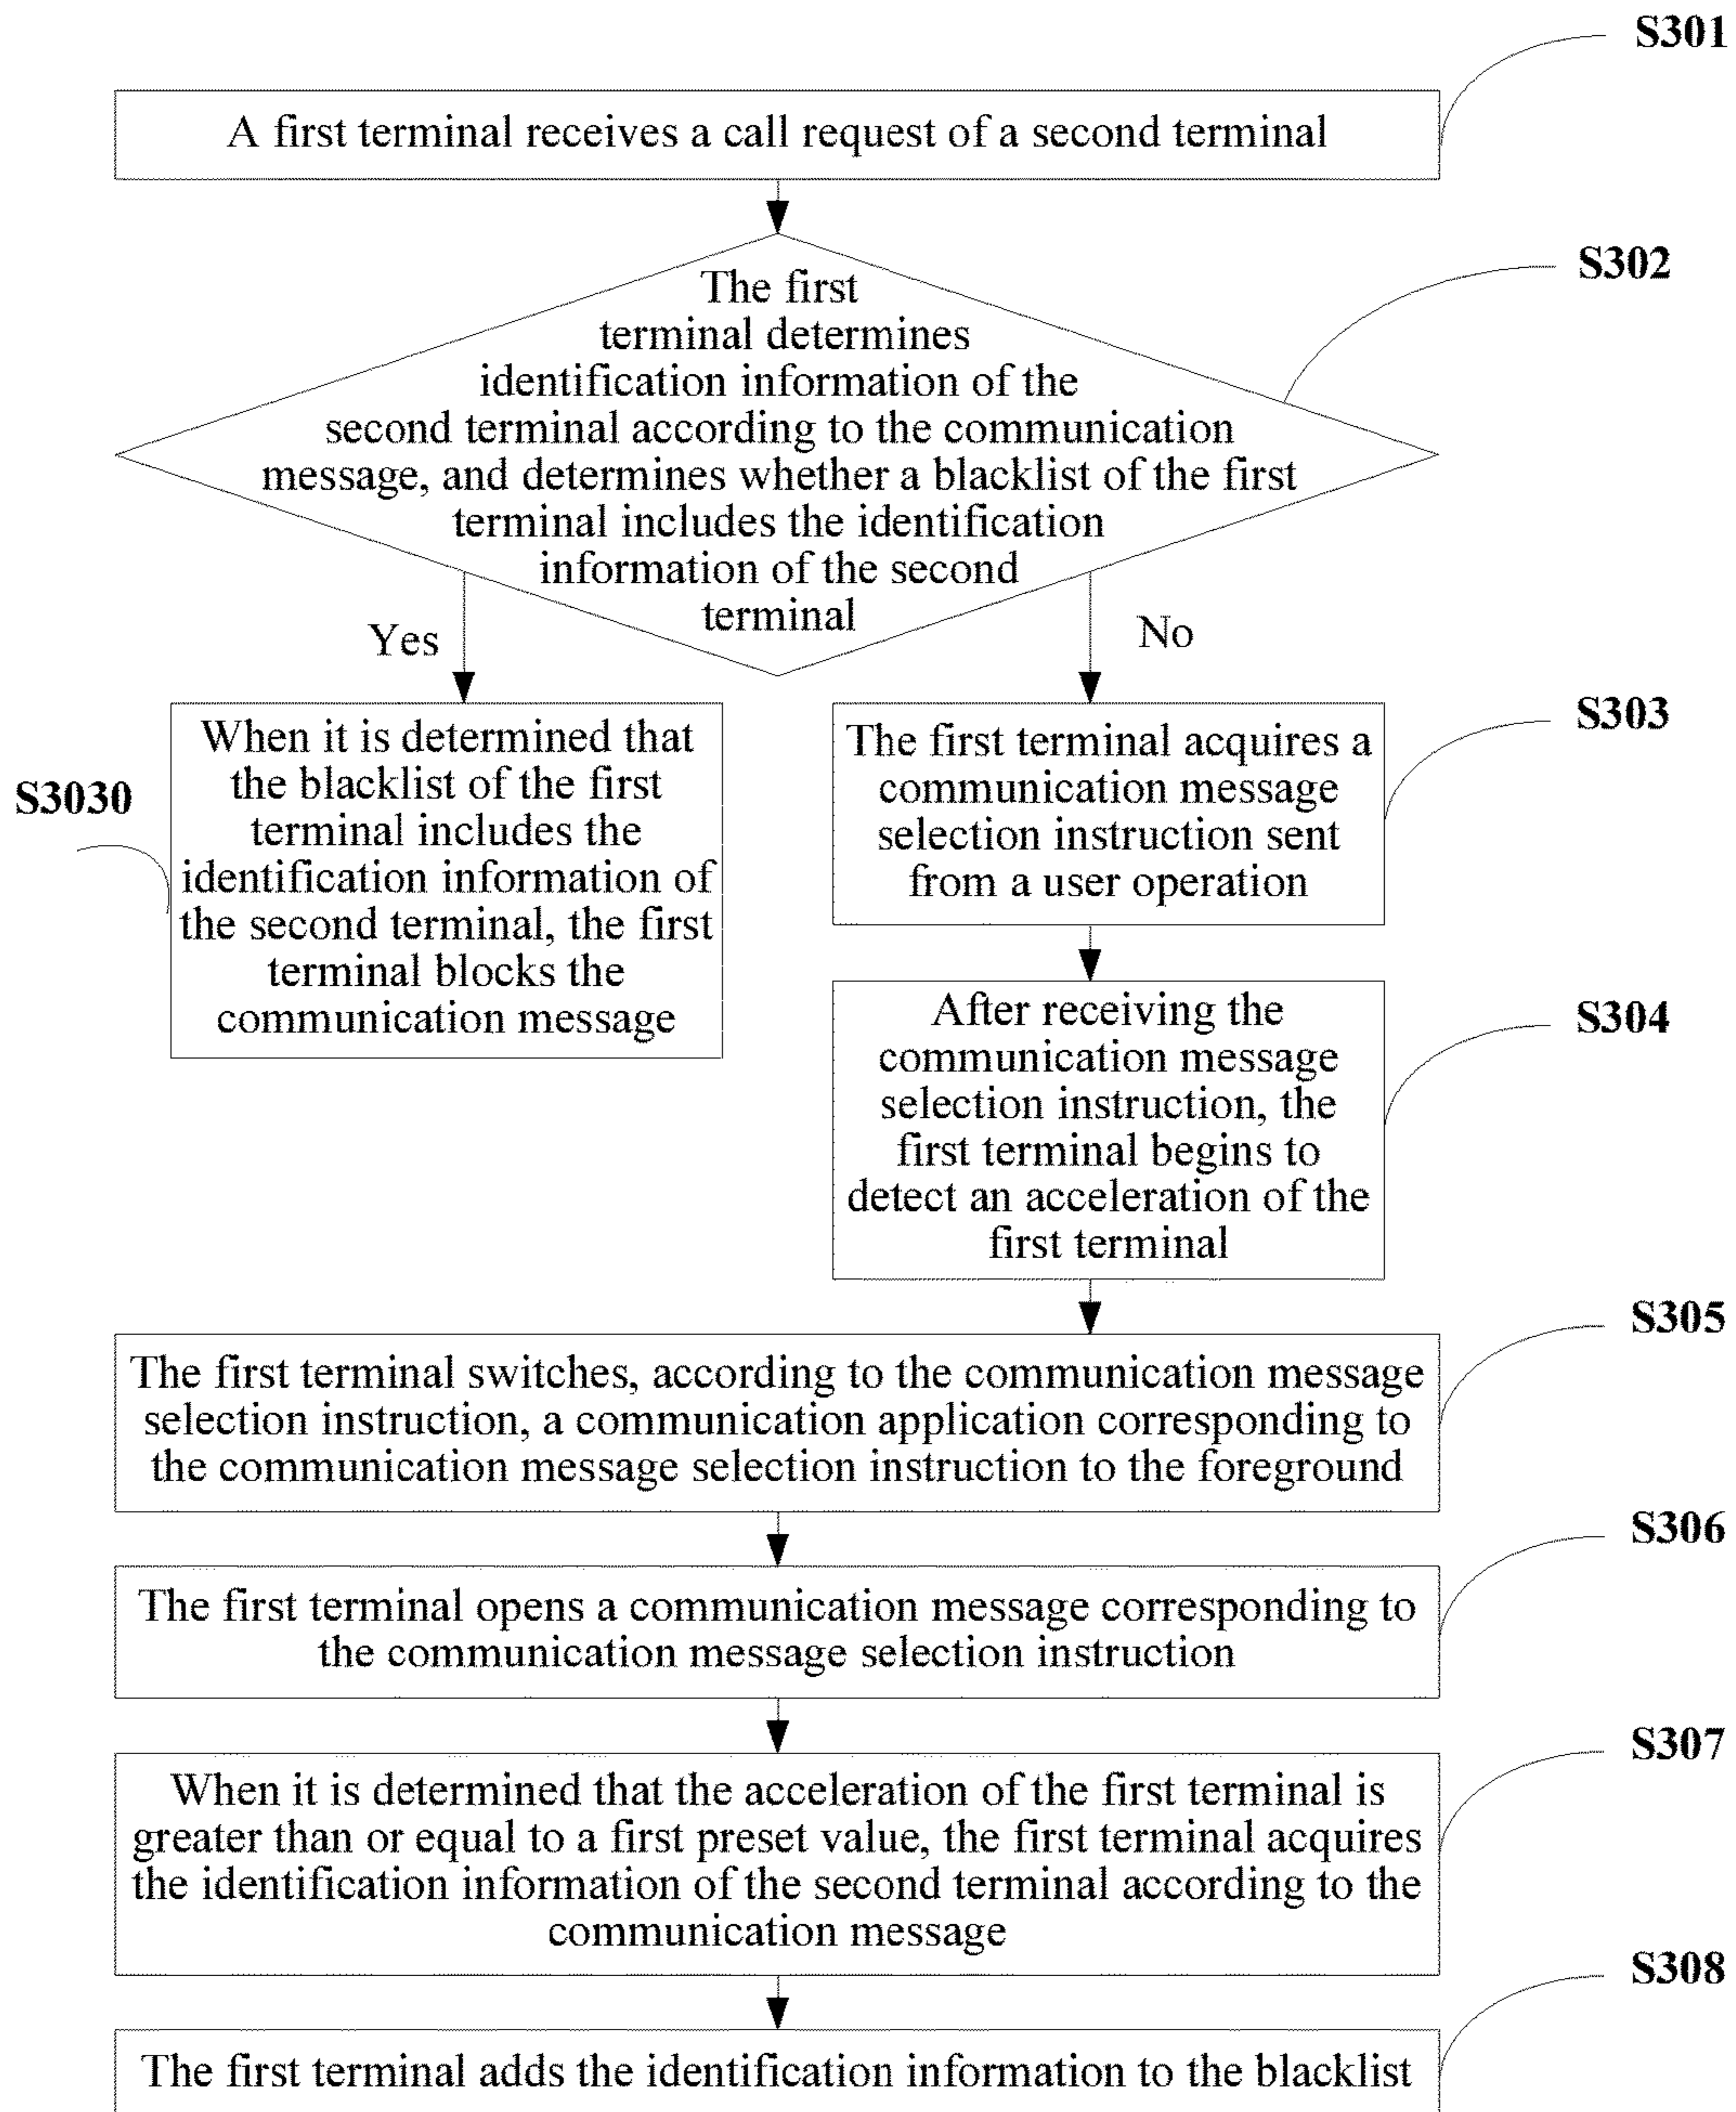 S301
A first terminal receives a call request of a second terminal
S302
The first
terminal determines
identification information of the
second terminal according to the communication
message, and determines whether a blacklist of the first
terminal includes the identification
information of the second
terminal
Yes
No
S3030
When it is determined that
the blacklist of the first
terminal includes the
identification information of
the second terminal, the first
terminal blocks the
communication message
S303
The first terminal acquires a
communication message
selection instruction sent
from a user operation
S304
After receiving the
communication message
selection instruction, the
first terminal begins to
detect an acceleration of the
first terminal
S305
The first terminal switches, according to the communication message
selection instruction, a communication application corresponding to
the communication message selection instruction to the foreground
S306
The first terminal opens a communication message corresponding to
the communication message selection instruction
S307
When it is determined that the acceleration of the first terminal is
greater than or equal to a first preset value, the first terminal acquires
the identification information of the second terminal according to the
communication message
S308
The first terminal adds the identification information to the blacklist